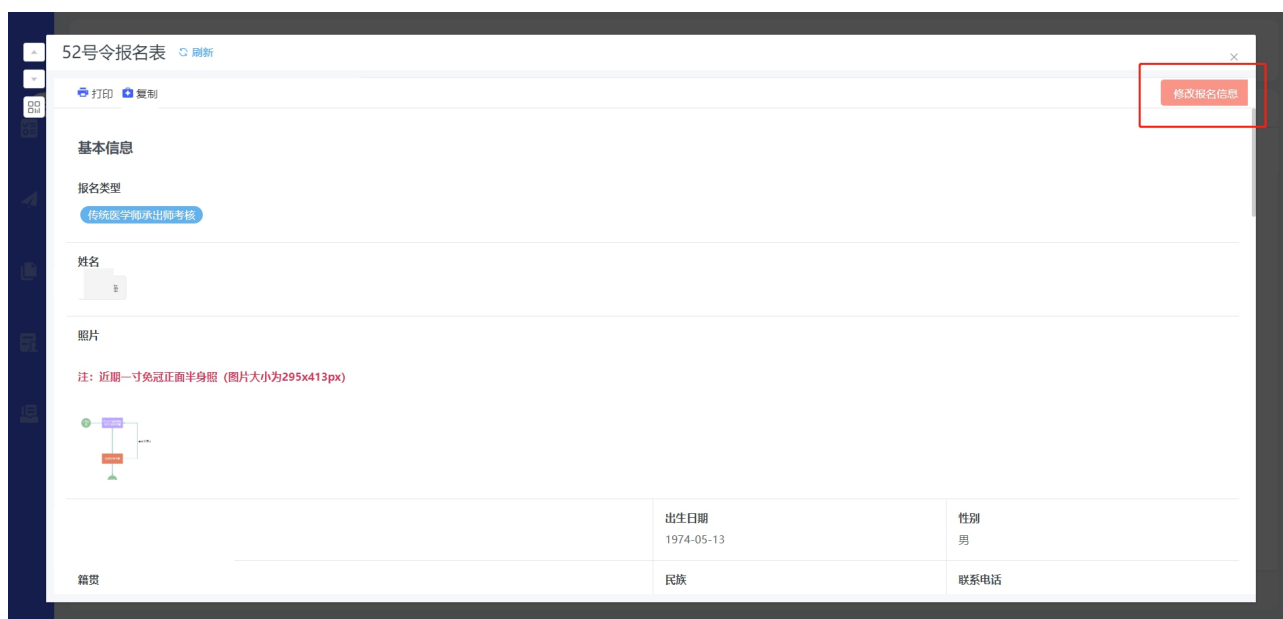 52号令报名表 刷新
打印 复制 修改报名信息
基本信息
报名类型
传统医学师承出师考核
姓名
照片
注：近期一寸免冠正面半身照（图片大小为295x413px）
出生日期 性别
1974-05-13 男
籍贯 民族 联系电话